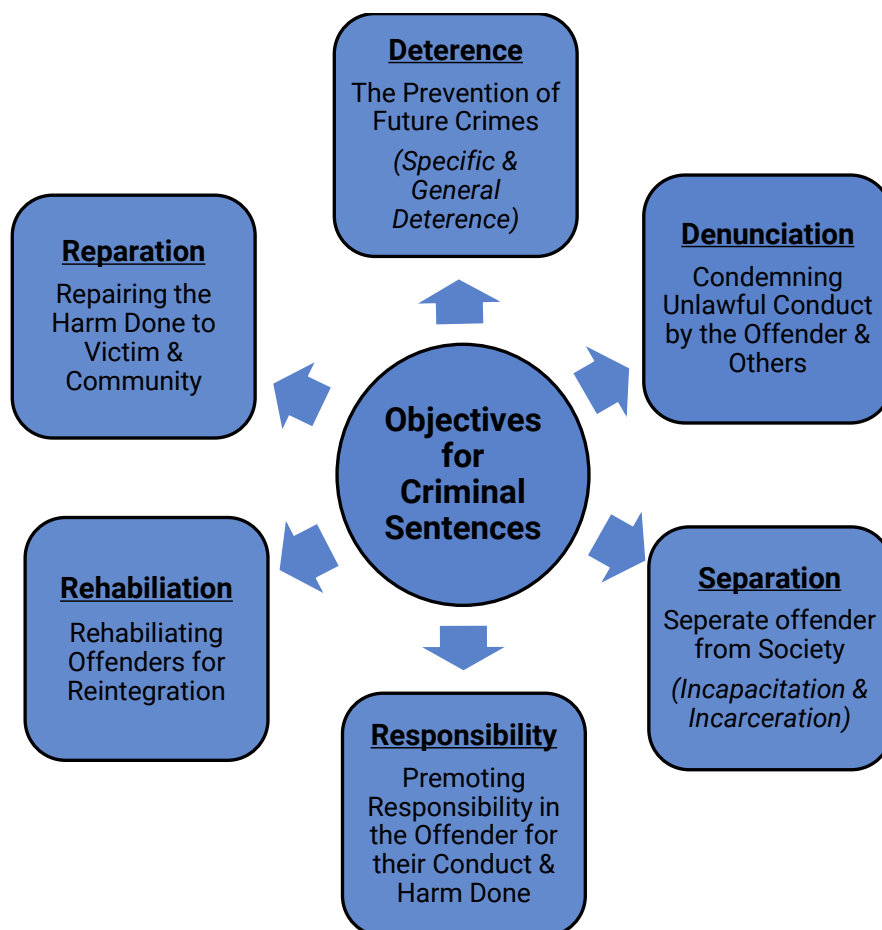 Deterence
The Prevention of
Future Crimes
(Specific &
General
Deterence)
Denunciation
Condemning
Unlawful Conduct
by the Offender &
Others
Separation
Seperate offender
from Society
(Incapacitation &
Incarceration)
Responsibility
Premoting
Responsibility in
the Offender for
their Conduct &
Harm Done
Rehabiliation
Rehabiliating
Offenders for
Reintegration
Reparation
Repairing the
Harm Done to
Victim &
Community
Objectives
for
Criminal
Sentences